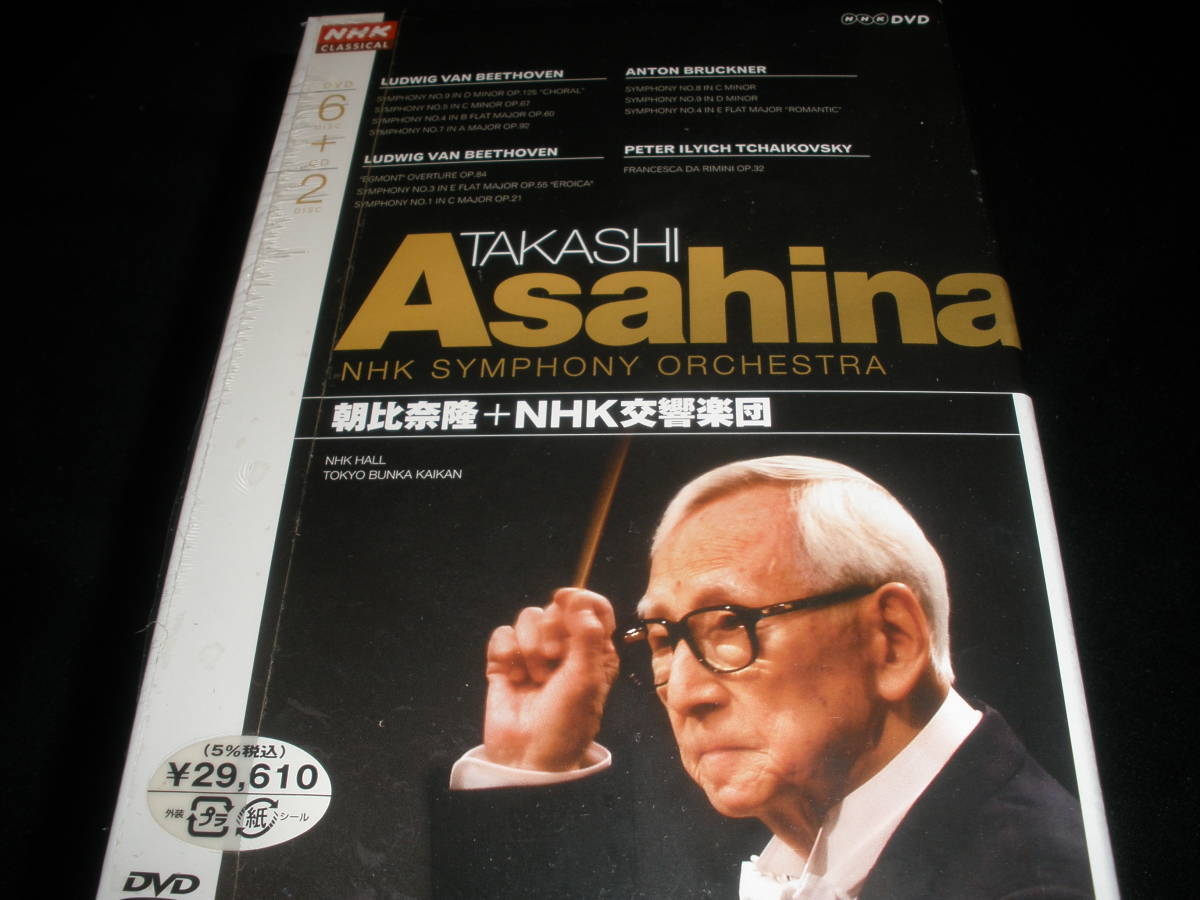 NHK
CLASSICAL
NHK DVD
DVD
6
DISC
+
CD
2
DISC
LUDWIG VAN BEETHOVEN
SYMPHONY NO.9 IN D MINOR OP.125 "CHORAL"
SYMPHONY NO.5 IN C MINOR OP.67
SYMPHONY NO.4 IN B FLAT MAJOR OP.60
SYMPHONY NO.7 IN A MAJOR OP.92
ANTON BRUCKNER
SYMPHONY NO.8 IN C MINOR
SYMPHONY NO.9 IN D MINOR
SYMPHONY NO.4 IN E FLAT MAJOR "ROMANTIC"
LUDWIG VAN BEETHOVEN
"EGMONT" OVERTURE OP.84
SYMPHONY NO.3 IN E FLAT MAJOR OP.55 "EROICA"
SYMPHONY NO.1 IN C MAJOR OP.21
PETER ILYICH TCHAIKOVSKY
FRANCESCA DA RIMINI OP.32
TAKASHI
Asahina
NHK SYMPHONY ORCHESTRA
朝比奈隆+NHK交響楽団
NHK HALL
TOKYO BUNKA KAIKAN
(5%税込)
¥29,610
外装 プラ 紙 シール
DVD